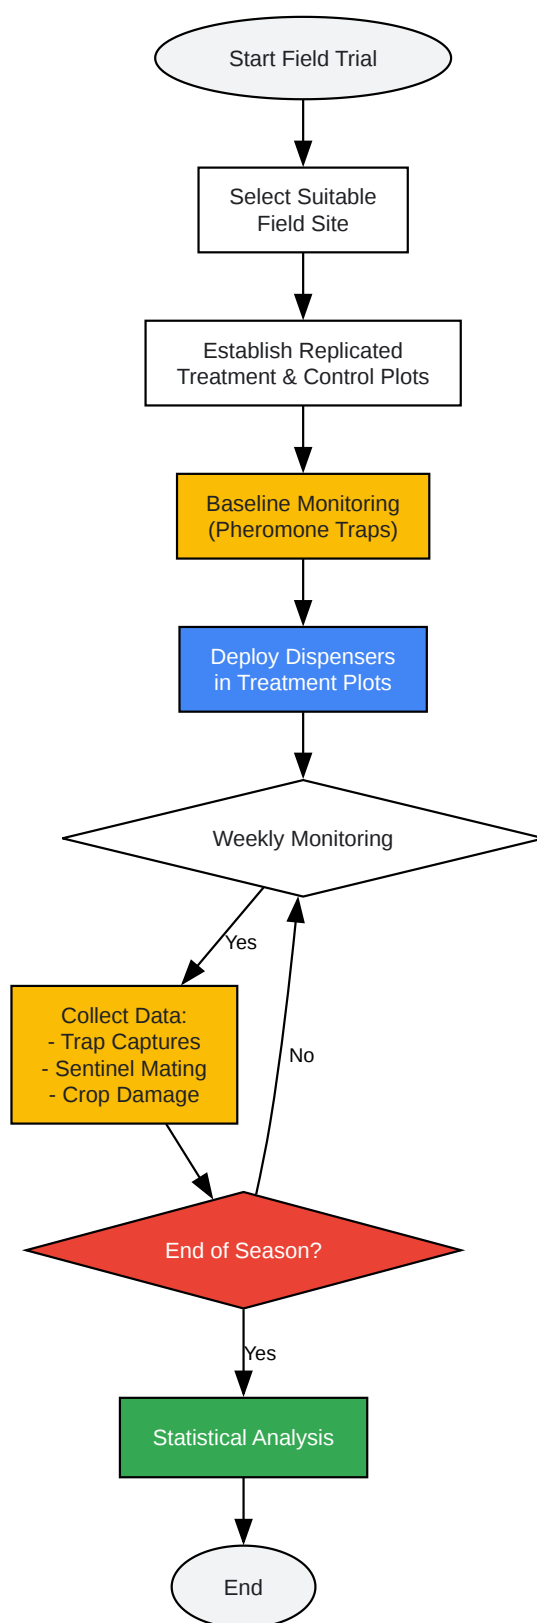 Start Field Trial
Select Suitable
Field Site
Establish Replicated
Treatment & Control Plots
Baseline Monitoring
(Pheromone Traps)
Deploy Dispensers
in Treatment Plots
Weekly Monitoring
Yes
Collect Data:
- Trap Captures
- Sentinel Mating
- Crop Damage
No
End of Season?
Yes
Statistical Analysis
End